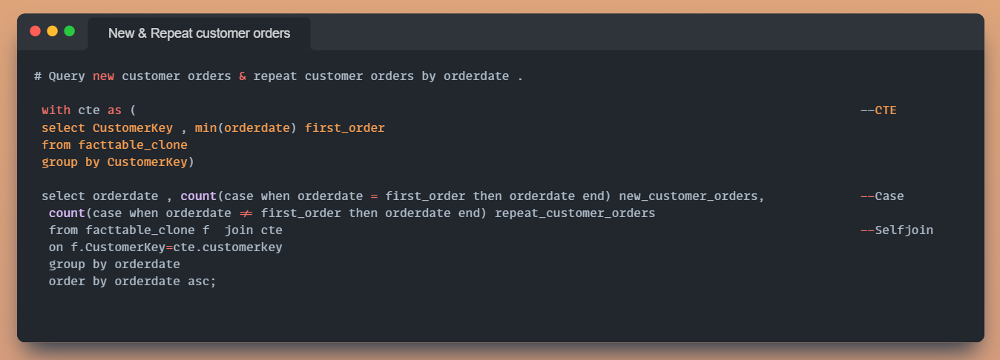 New & Repeat customer orders
# Query new customer orders & repeat customer orders by orderdate .
with cte as ( --CTE
select CustomerKey , min(orderdate) first_order
from facttable_clone
group by CustomerKey)
select orderdate , count(case when orderdate = first_order then orderdate end) new_customer_orders, --Case
count(case when orderdate != first_order then orderdate end) repeat_customer_orders
from facttable_clone f  join cte --Selfjoin
on f.CustomerKey=cte.customerkey
group by orderdate
order by orderdate asc;